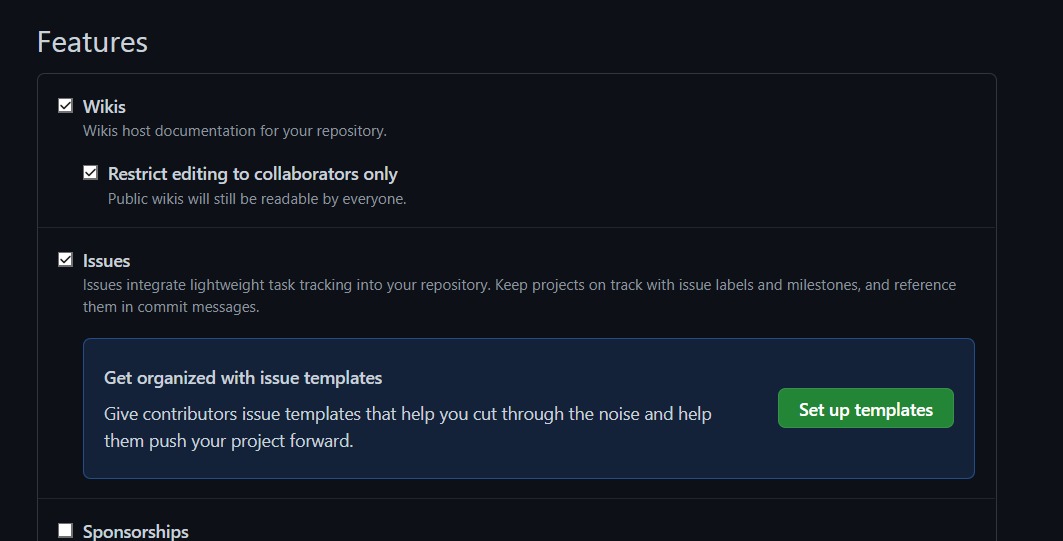 Features
Wikis
Wikis host documentation for your repository.
Restrict editing to collaborators only
Public wikis will still be readable by everyone.
Issues
Issues integrate lightweight task tracking into your repository. Keep projects on track with issue labels and milestones, and reference
them in commit messages.
Get organized with issue templates
Give contributors issue templates that help you cut through the noise and help
them push your project forward.
Set up templates
Sponsorships